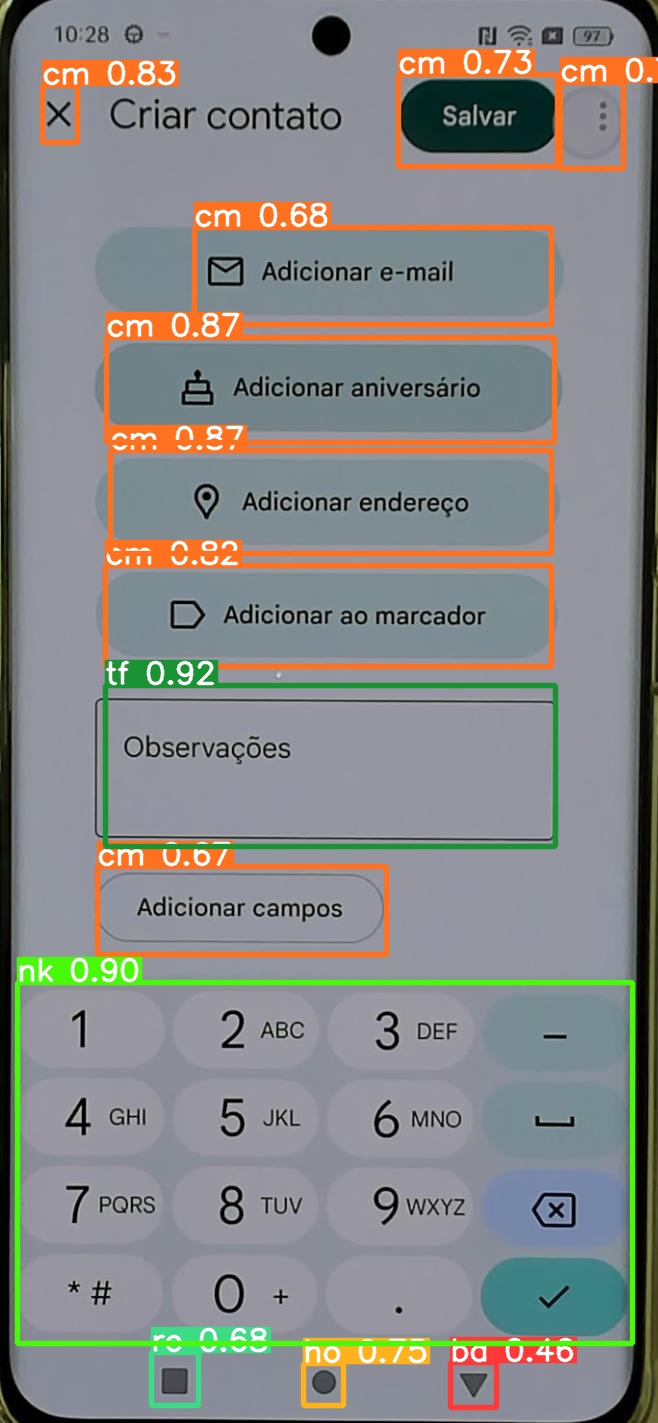 10:28 97
cm 0.83 cm 0.73 cm
Criar contato Salvar
cm 0.68
Adicionar e-mail
cm 0.87
Adicionar aniversário
cm 0.87
Adicionar endereço
cm 0.82
Adicionar ao marcador
tf 0.92
Observações
cm 0.67
Adicionar campos
nk 0.90
1 2 ABC 3 DEF –
4 GHI 5 JKL 6 MNO
7 PQRS 8 TUV 9 WXYZ
* # 0 + .
re 0.68 ho 0.75 ba 0.46